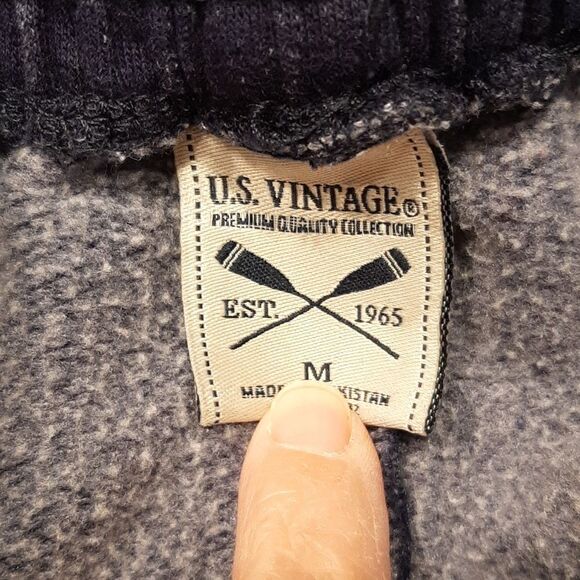 U.S. VINTAGE®
PREMIUM QUALITY COLLECTION
EST. 1965
M